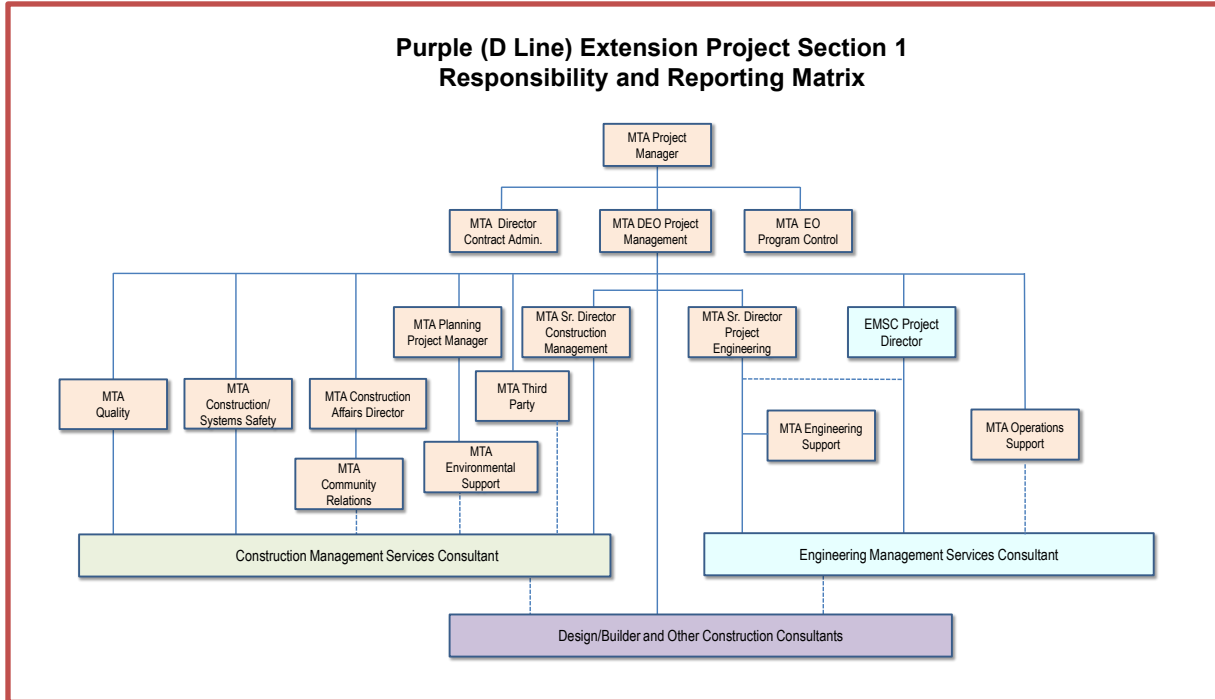 Purple (D Line) Extension Project Section 1
Responsibility and Reporting Matrix
MTA Project
Manager
MTA Director
Contract Admin.
MTA DEO Project
Management
MTA EO
Program Control
MTA Planning
Project Manager
MTA Sr. Director
Construction
Management
MTA Sr. Director
Project
Engineering
EMSC Project
Director
MTA
Quality
MTA
Construction/
Systems Safety
MTA Construction
Affairs Director
MTA Third
Party
MTA Engineering
Support
MTA Operations
Support
MTA
Community
Relations
MTA
Environmental
Support
Construction Management Services Consultant
Engineering Management Services Consultant
Design/Builder and Other Construction Consultants